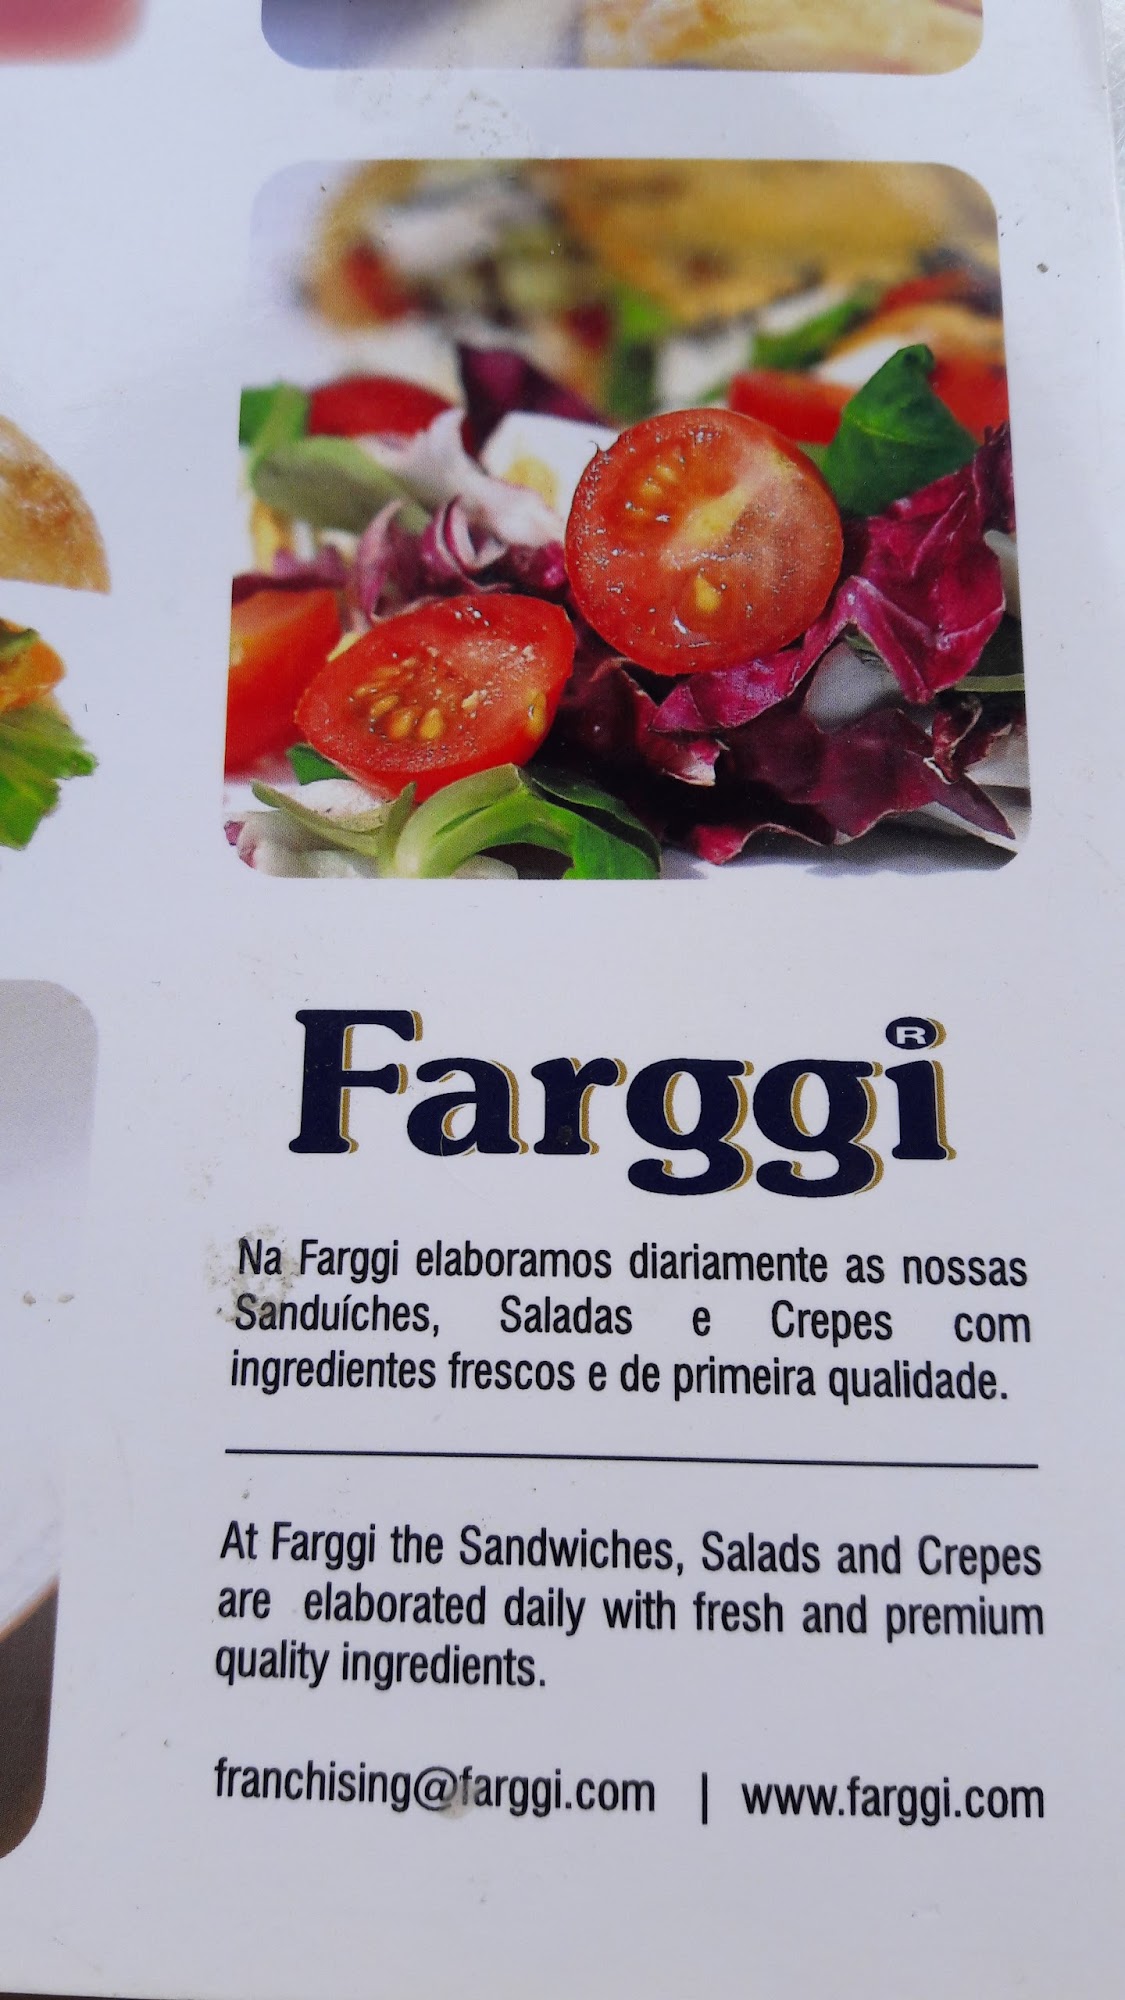 Farggi®
Na Farggi elaboramos diariamente as nossas
Sanduíches, Saladas e Crepes com
ingredientes frescos e de primeira qualidade.
At Farggi the Sandwiches, Salads and Crepes
are elaborated daily with fresh and premium
quality ingredients.
franchising@farggi.com | www.farggi.com